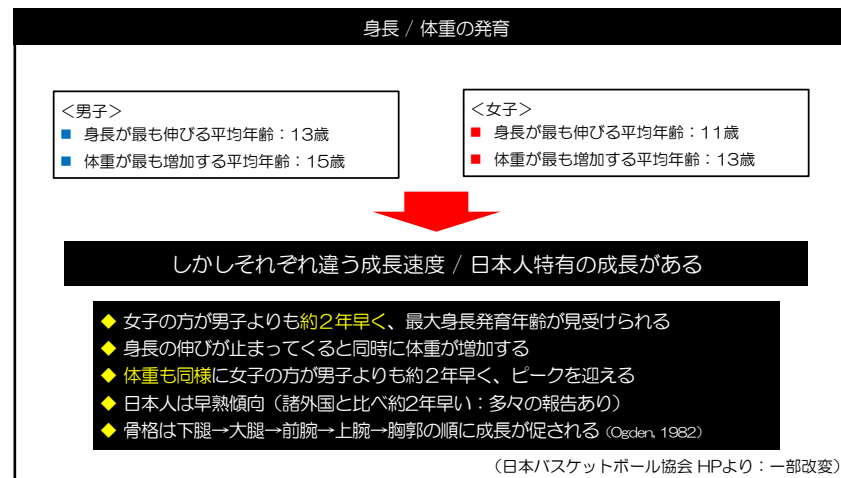 身長 / 体重の発育
＜男子＞
■ 身長が最も伸びる平均年齢：13歳
■ 体重が最も増加する平均年齢：15歳
＜女子＞
■ 身長が最も伸びる平均年齢：11歳
■ 体重が最も増加する平均年齢：13歳
しかしそれぞれ違う成長速度 / 日本人特有の成長がある
◆ 女子の方が男子よりも約２年早く、最大身長発育年齢が見受けられる
◆ 身長の伸びが止まってくると同時に体重が増加する
◆ 体重も同様に女子の方が男子よりも約２年早く、ピークを迎える
◆ 日本人は早熟傾向（諸外国と比べ約2年早い：多々の報告あり）
◆ 骨格は下腿→大腿→前腕→上腕→胸郭の順に成長が促される (Ogden, 1982)
（日本バスケットボール協会 HPより：一部改変）